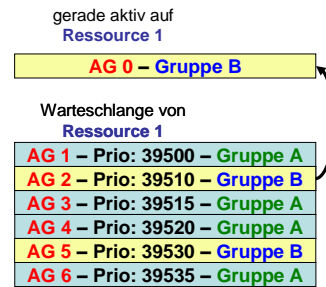 gerade aktiv auf
Ressource 1
AG 0 – Gruppe B
Warteschlange von
Ressource 1
AG 1 – Prio: 39500 – Gruppe A
AG 2 – Prio: 39510 – Gruppe B
AG 3 – Prio: 39515 – Gruppe A
AG 4 – Prio: 39520 – Gruppe A
AG 5 – Prio: 39530 – Gruppe B
AG 6 – Prio: 39535 – Gruppe A